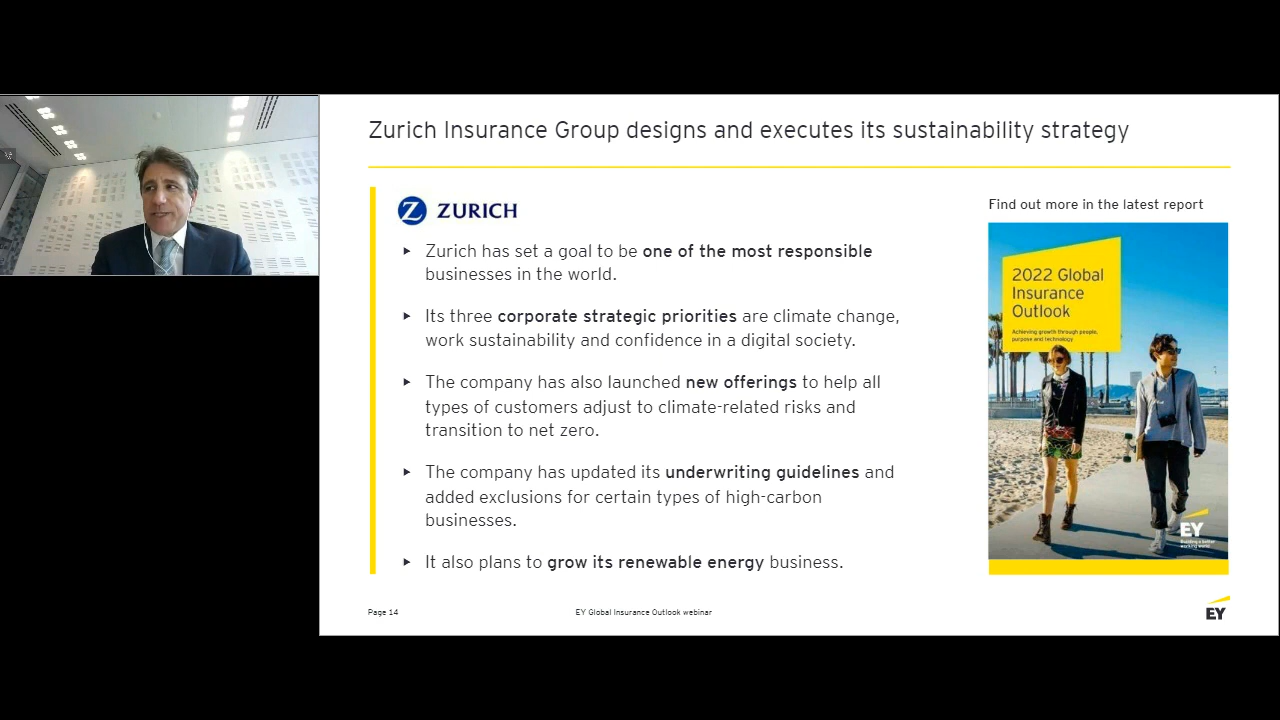 Zurich Insurance Group designs and executes its sustainability strategy
ZURICH
Zurich has set a goal to be one of the most responsible
businesses in the world.
Its three corporate strategic priorities are climate change,
work sustainability and confidence in a digital society.
The company has also launched new offerings to help all
types of customers adjust to climate-related risks and
transition to net zero.
The company has updated its underwriting guidelines and
added exclusions for certain types of high-carbon
businesses.
It also plans to grow its renewable energy business.
Find out more in the latest report
2022 Global
Insurance
Outlook
Achieving growth through people,
purpose and technology.
EY
Building a better
working world
Page 14
EY Global Insurance Outlook webinar
EY